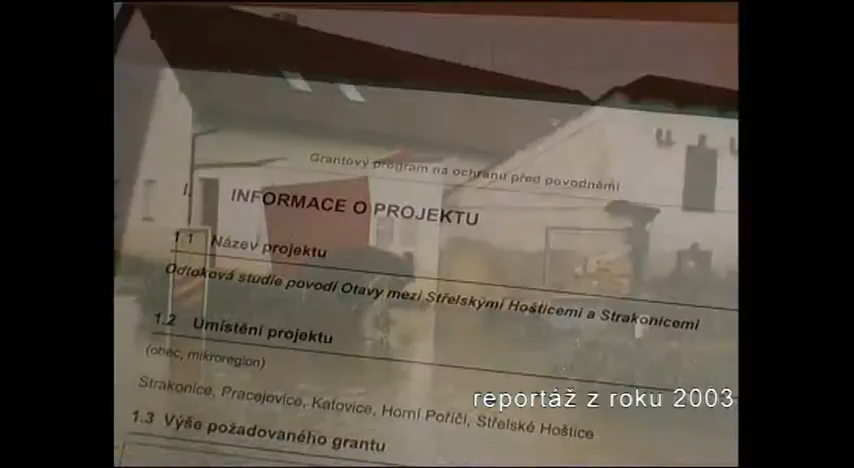 Grantový program na ochranu před povodněmi
I. INFORMACE O PROJEKTU
1.1 Název projektu
Odtoková studie povodí Otavy mezi Střelskými Hošticemi a Strakonicemi
1.2 Umístění projektu
(obec, mikroregion)
Strakonice, Pracejovice, Katovice, Horní Poříčí, Střelské Hoštice
reportáž z roku 2003
1.3 Výše požadovaného grantu